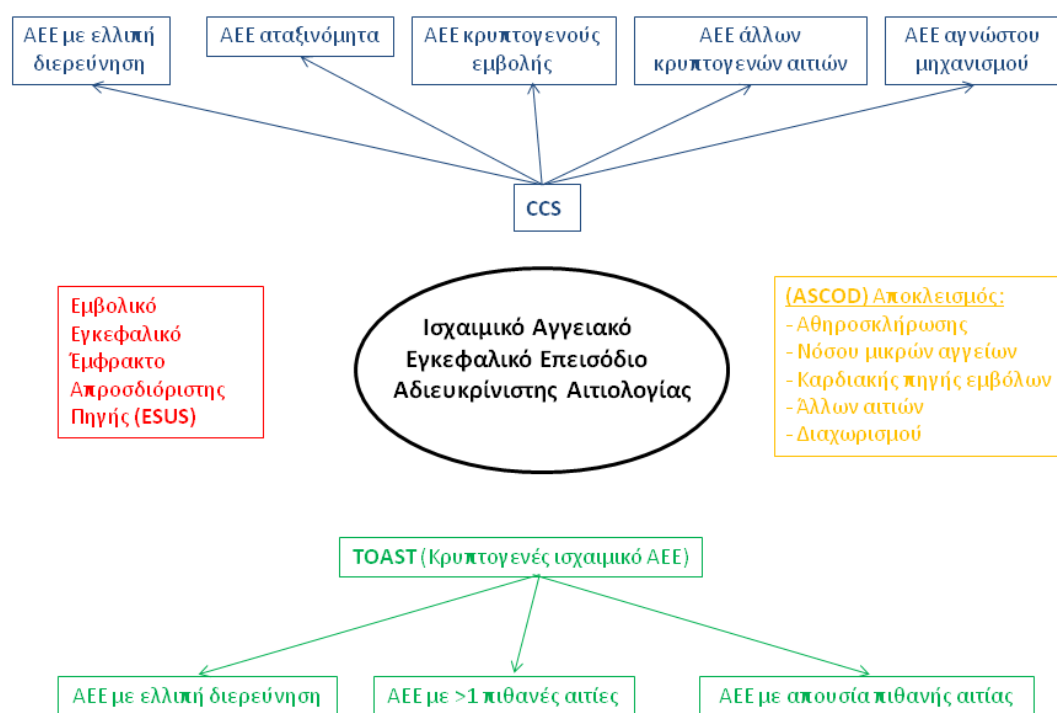 ΑΕΕ με ελλιπή
διερεύνηση
ΑΕΕ αταξινόμητα
ΑΕΕ κρυπτογενούς
εμβολής
ΑΕΕ άλλων
κρυπτογενών αιτιών
ΑΕΕ αγνώστου
μηχανισμού
CCS
Εμβολικό
Εγκεφαλικό
Έμφρακτο
Απροσδιόριστης
Πηγής (ESUS)
Ισχαιμικό Αγγειακό
Εγκεφαλικό Επεισόδιο
Αδιευκρίνιστης Αιτιολογίας
(ASCOD) Αποκλεισμός:
- Αθηροσκλήρωσης
- Νόσου μικρών αγγείων
- Καρδιακής πηγής εμβόλων
- Άλλων αιτιών
- Διαχωρισμού
TOAST (Κρυπτογενές ισχαιμικό ΑΕΕ)
ΑΕΕ με ελλιπή διερεύνηση
ΑΕΕ με >1 πιθανές αιτίες
ΑΕΕ με απουσία πιθανής αιτίας